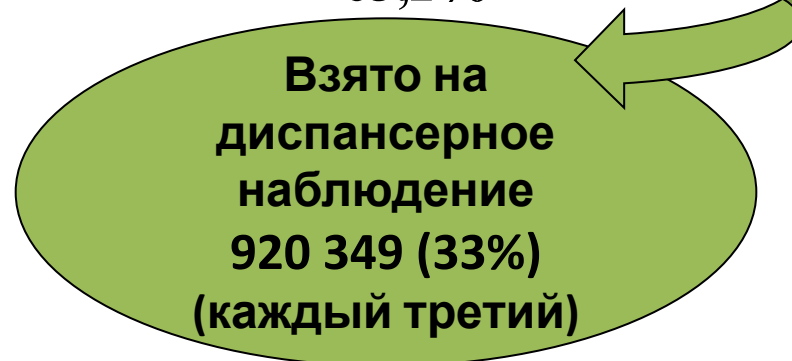 Взято на
диспансерное
наблюдение
920 349 (33%)
(каждый третий)